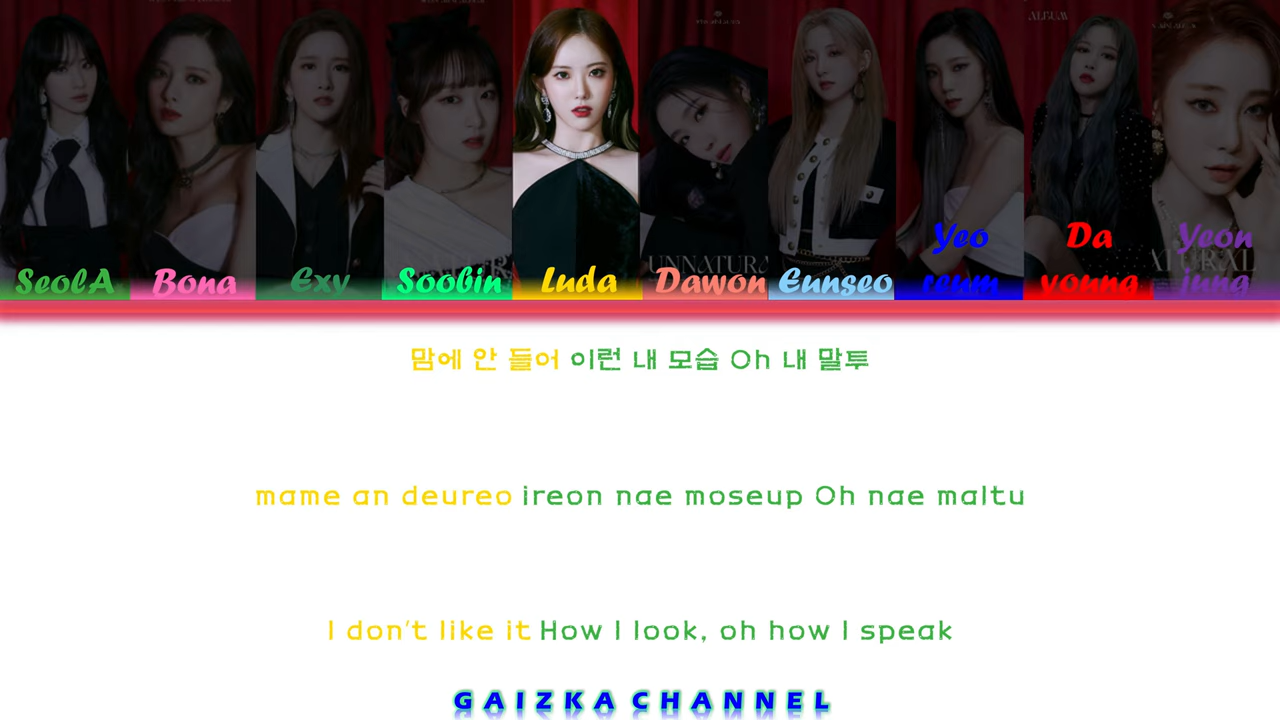 ALBUM
SeolA Bona Exy Soobin Luda Dawon Eunseo Yeo reum Da young Yeon jung
UNNATURA
맘에 안 들어 이런 내 모습 Oh 내 말투
mame an deureo ireon nae moseup Oh nae maltu
I don't like it How I look, oh how I speak
GAIZKA CHANNEL